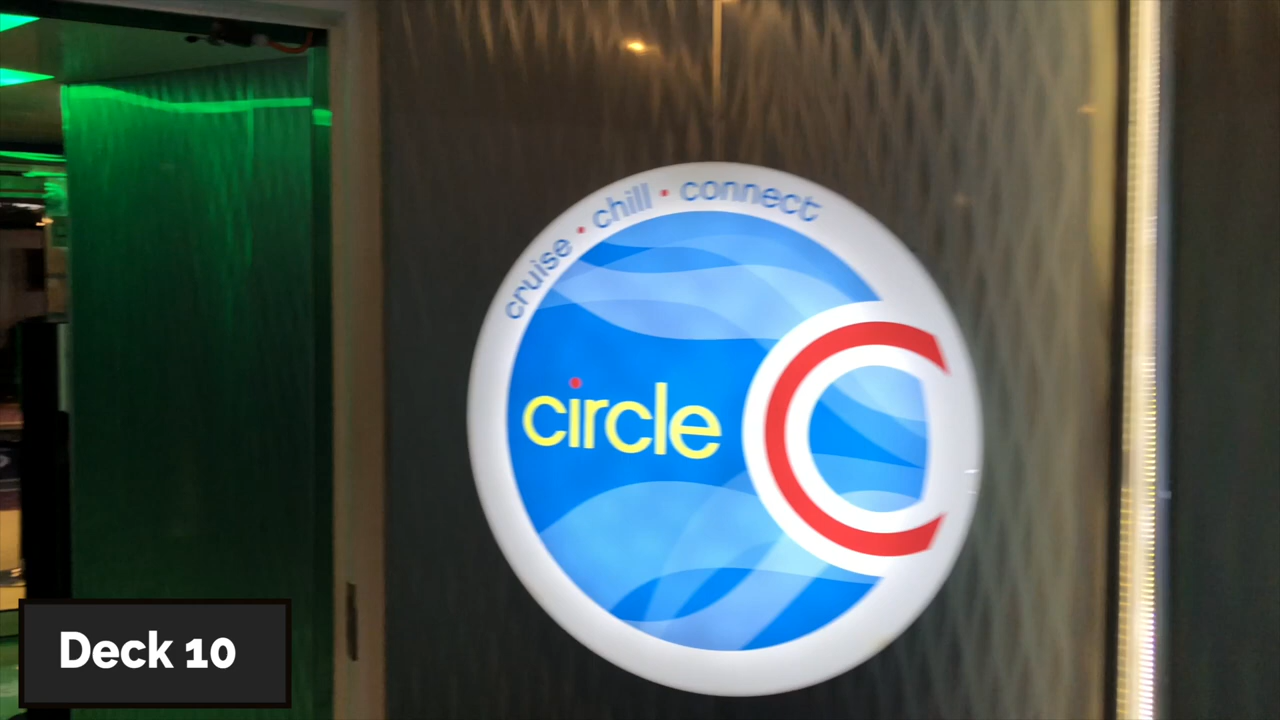 cruise • chill • connect
circle C
Deck 10